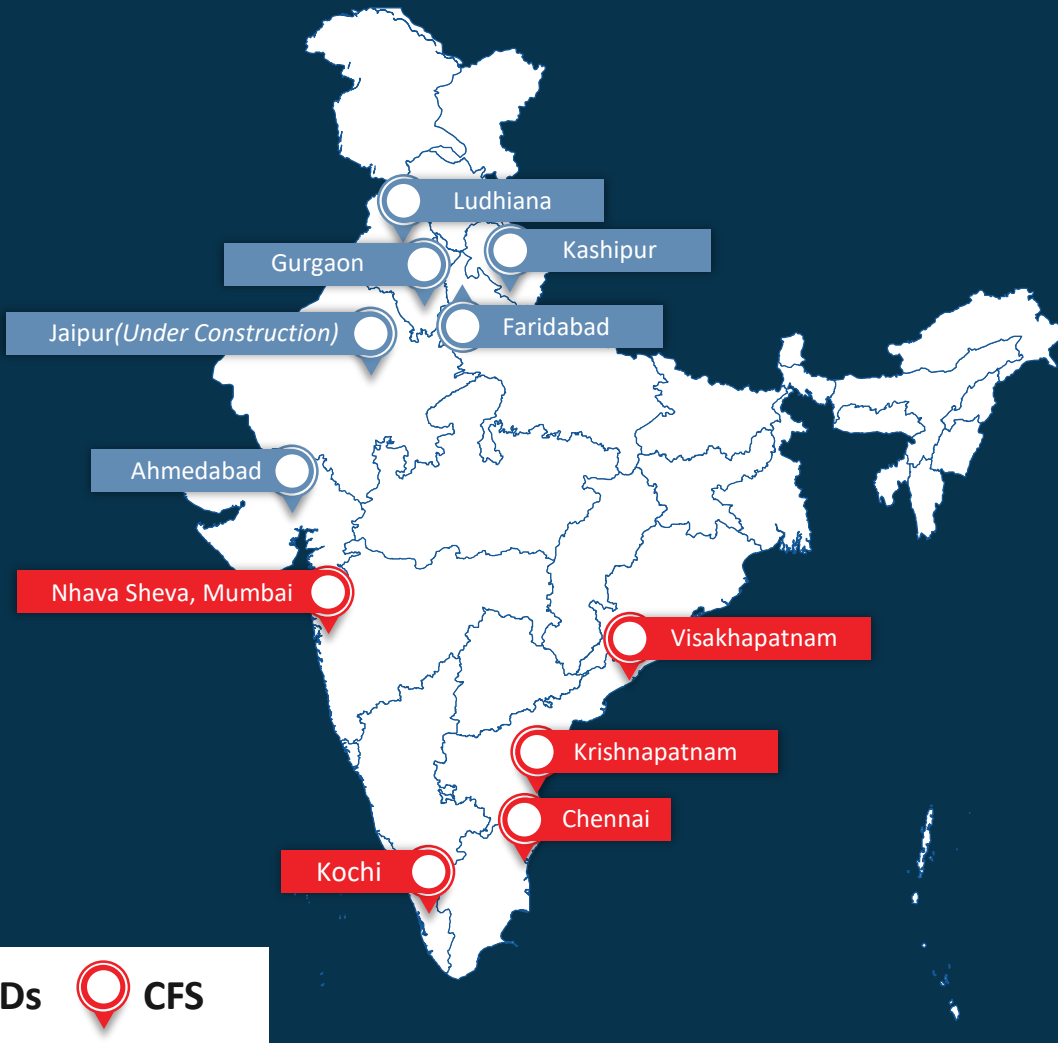 Ludhiana
Kashipur
Gurgaon
Faridabad
Jaipur(Under Construction)
Ahmedabad
Nhava Sheva, Mumbai
Visakhapatnam
Krishnapatnam
Chennai
Kochi
Ds CFS